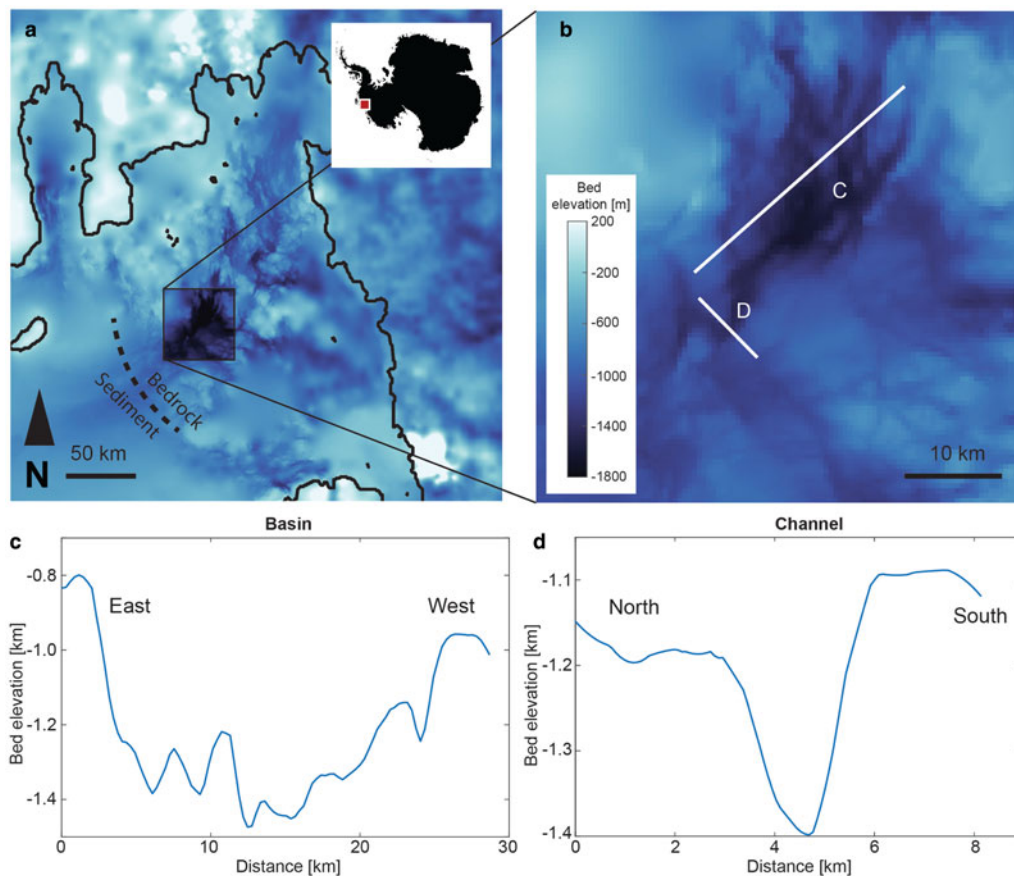 a
Bedrock
Sediment
N
50 km
b
Bed
elevation [m]
200
-200
-600
-1000
-1400
-1800
C
D
10 km
c
Basin
East
West
-0.8
-1.0
-1.2
-1.4
0
10
20
30
Bed elevation [km]
Distance [km]
d
Channel
North
South
-1.1
-1.2
-1.3
-1.4
0
2
4
6
8
Bed elevation [km]
Distance [km]